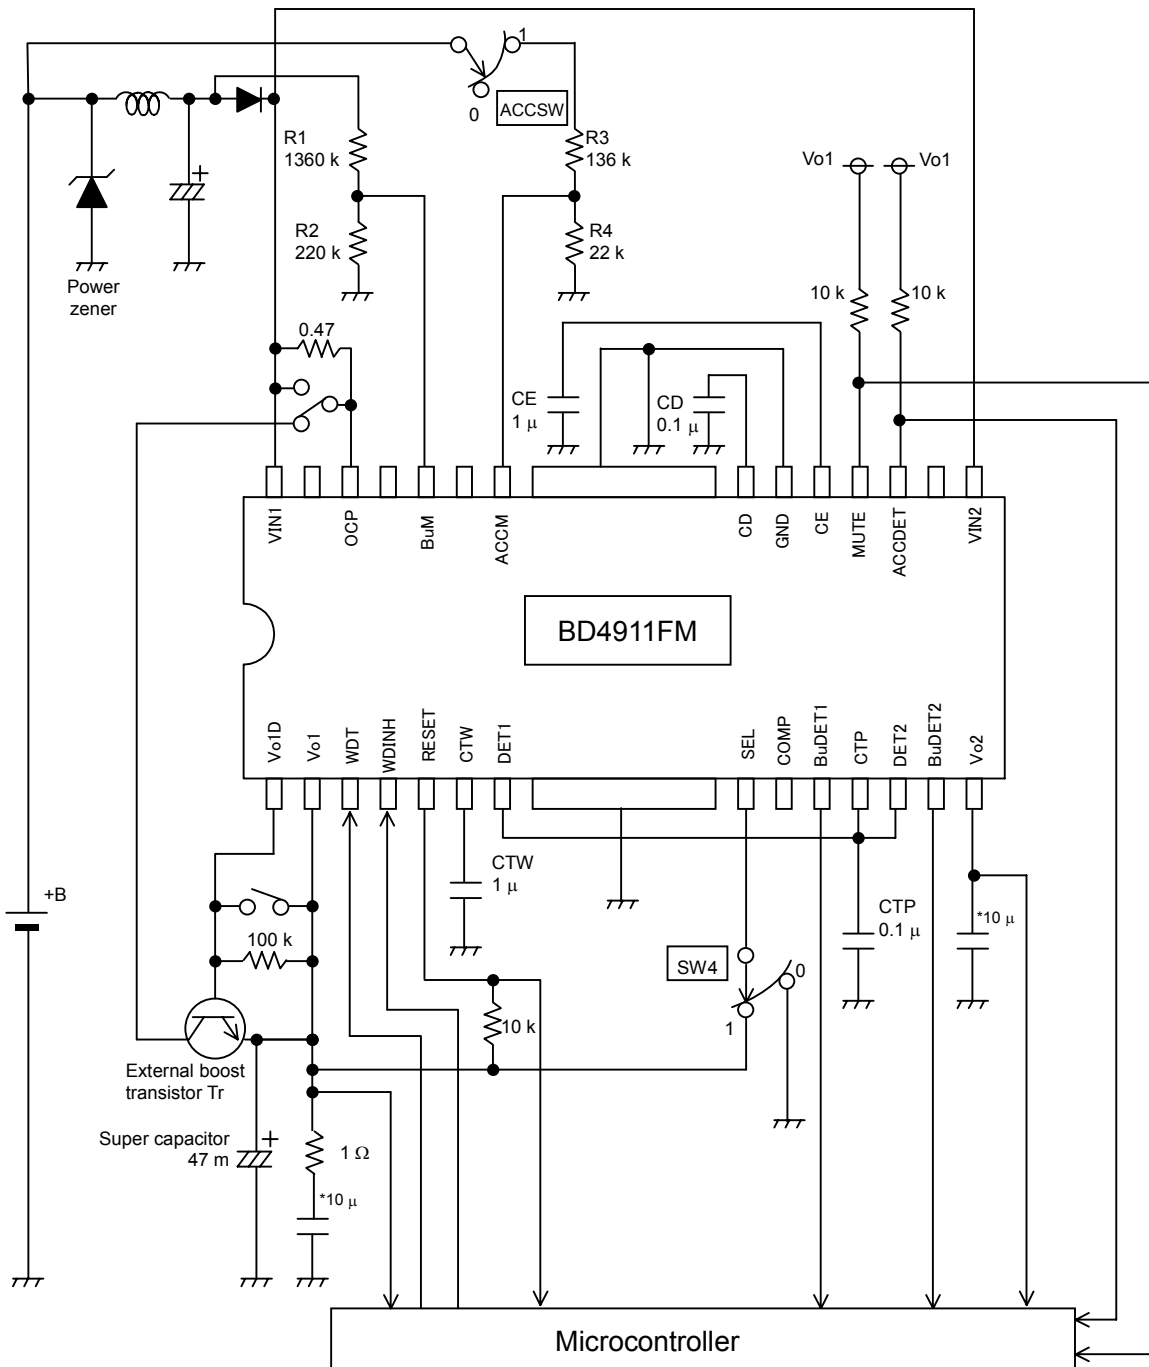 1
0
ACCSW
R1
1360 k
R3
136 k
Vo1
Vo1
R2
220 k
R4
22 k
Power
zener
10 k
10 k
0.47
CE
1 μ
CD
0.1 μ
VIN1
OCP
BuM
ACCM
CD
GND
CE
MUTE
ACCDET
VIN2
BD4911FM
Vo1D
Vo1
WDT
WDINH
RESET
CTW
DET1
SEL
COMP
BuDET1
CTP
DET2
BuDET2
Vo2
+B
CTW
1 μ
CTP
0.1 μ
*10 μ
100 k
SW4
0
1
10 k
External boost
transistor Tr
+
Super capacitor
47 m
+
1 Ω
*10 μ
Microcontroller